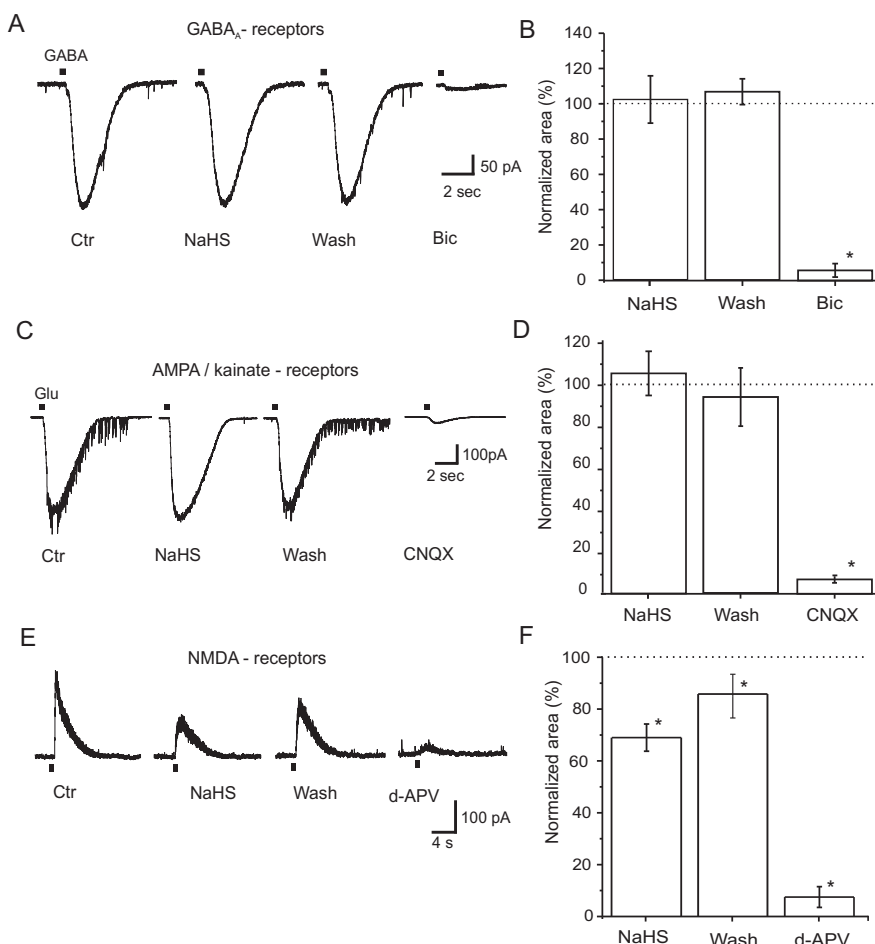 A
GABAA- receptors
GABA
50 pA
2 sec
Ctr
NaHS
Wash
Bic
B
Normalized area (%)
140
120
100
80
60
40
20
0
*
NaHS
Wash
Bic
C
AMPA / kainate - receptors
Glu
100pA
2 sec
Ctr
NaHS
Wash
CNQX
D
Normalized area (%)
120
100
80
60
40
20
0
*
NaHS
Wash
CNQX
E
NMDA - receptors
Ctr
NaHS
Wash
d-APV
100 pA
4 s
F
Normalized area (%)
100
80
60
40
20
0
*
*
*
NaHS
Wash
d-APV